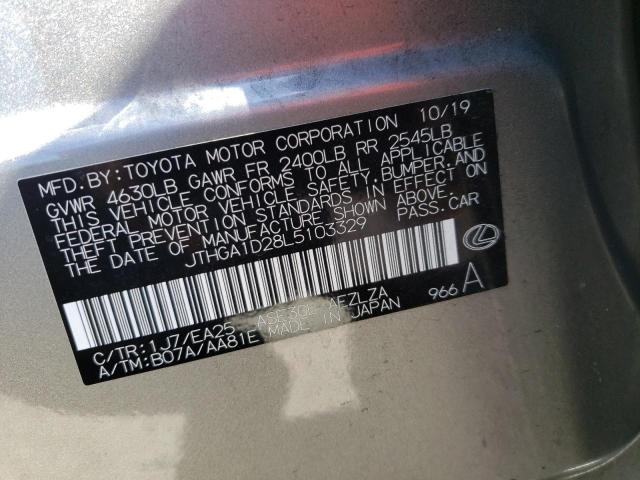 MFD. BY: TOYOTA MOTOR CORPORATION 10/19
GVWR 4630LB GAWR FR 2400LB RR 2545LB
THIS VEHICLE CONFORMS TO ALL APPLICABLE
FEDERAL MOTOR VEHICLE SAFETY, BUMPER, AND
THEFT PREVENTION STANDARDS IN EFFECT ON
DATE OF MANUFACTURE SHOWN ABOVE.
JTHGA1D28L5103329 PASS. CAR
C/TR: 1J7/EA25 ASE30L-AEZLZA 966 A
A/TM: B07A/AA81E MADE IN JAPAN